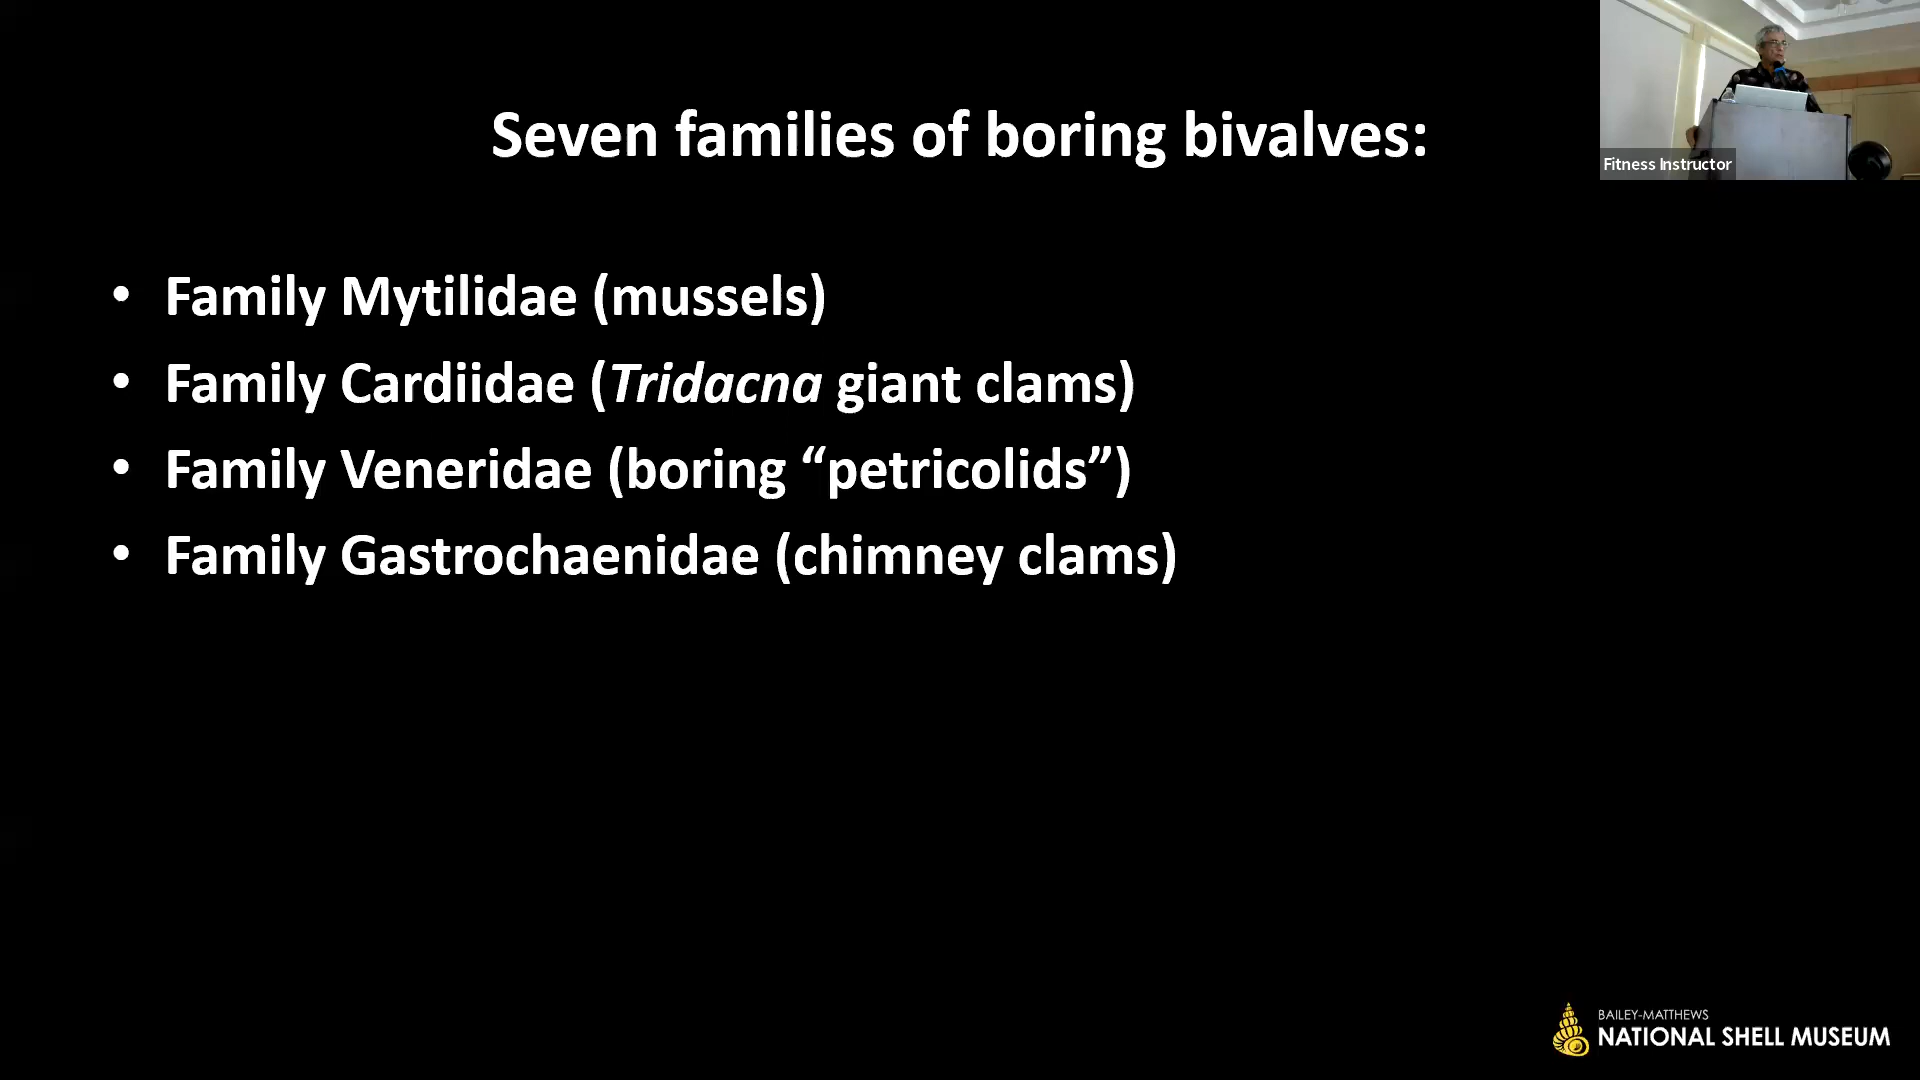 Seven families of boring bivalves:
Fitness Instructor
• Family Mytilidae (mussels)
• Family Cardiidae (Tridacna giant clams)
• Family Veneridae (boring “petricolids”)
• Family Gastrochaenidae (chimney clams)
BAILEY-MATTHEWS
NATIONAL SHELL MUSEUM